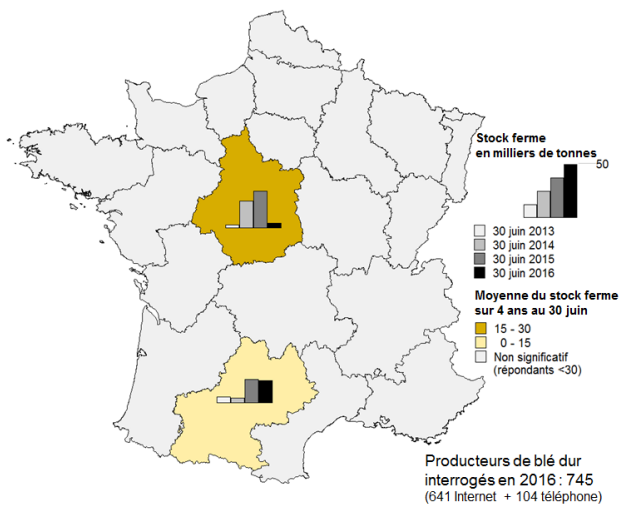 Stock ferme
en milliers de tonnes
50
30 juin 2013
30 juin 2014
30 juin 2015
30 juin 2016
Moyenne du stock ferme
sur 4 ans au 30 juin
15 - 30
0 - 15
Non significatif
(répondants <30)
Producteurs de blé dur
interrogés en 2016 : 745
(641 Internet + 104 téléphone)